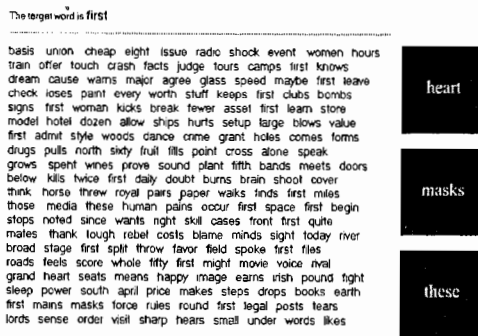 The target word is first
basis union cheap eight issue radio shock event women hours
train offer touch crash facts judge tours camps first knows
dream cause warns major agree glass speed maybe first leave
check loses paint every worth stuff keeps first clubs bombs
signs first woman kicks break fewer asset first learn store
model hotel dozen allow ships hurts setup large blows value
first admit style woods dance crime grant holes comes forms
drugs pulls north sixty fruit fills point cross alone speak
grows spent wines prove sound plant fifth bands meets doors
below kills twice first daily doubt burns brain shoot cover
think horse threw royal pairs paper walks finds first miles
those media these human pains occur first space first begin
stops noted since wants right skill cases front first quite
mates thank tough rebel costs blame minds sight today river
broad stage first split throw favor field spoke first files
roads feels score whole fifty first might movie voice rival
grand heart seats means happy image earns irish pound fight
sleep power south april price makes steps drops books earth
first mains masks force rules round first legal posts tears
lords sense order visit sharp hears small under words likes
heart
masks
these